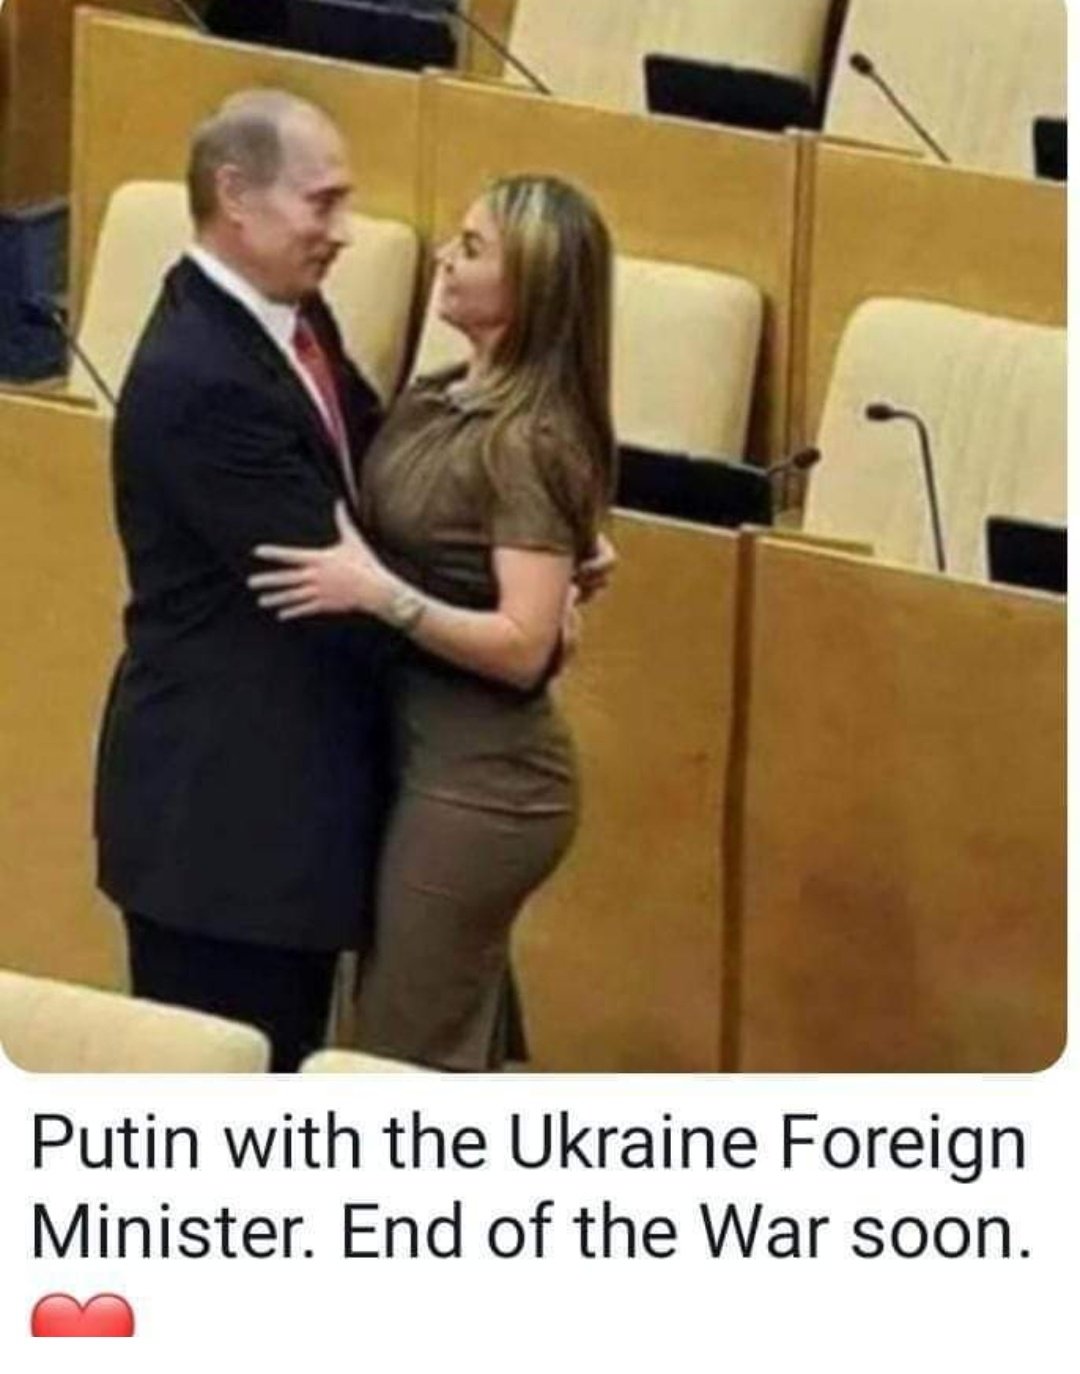 Putin with the Ukraine Foreign
Minister. End of the War soon.